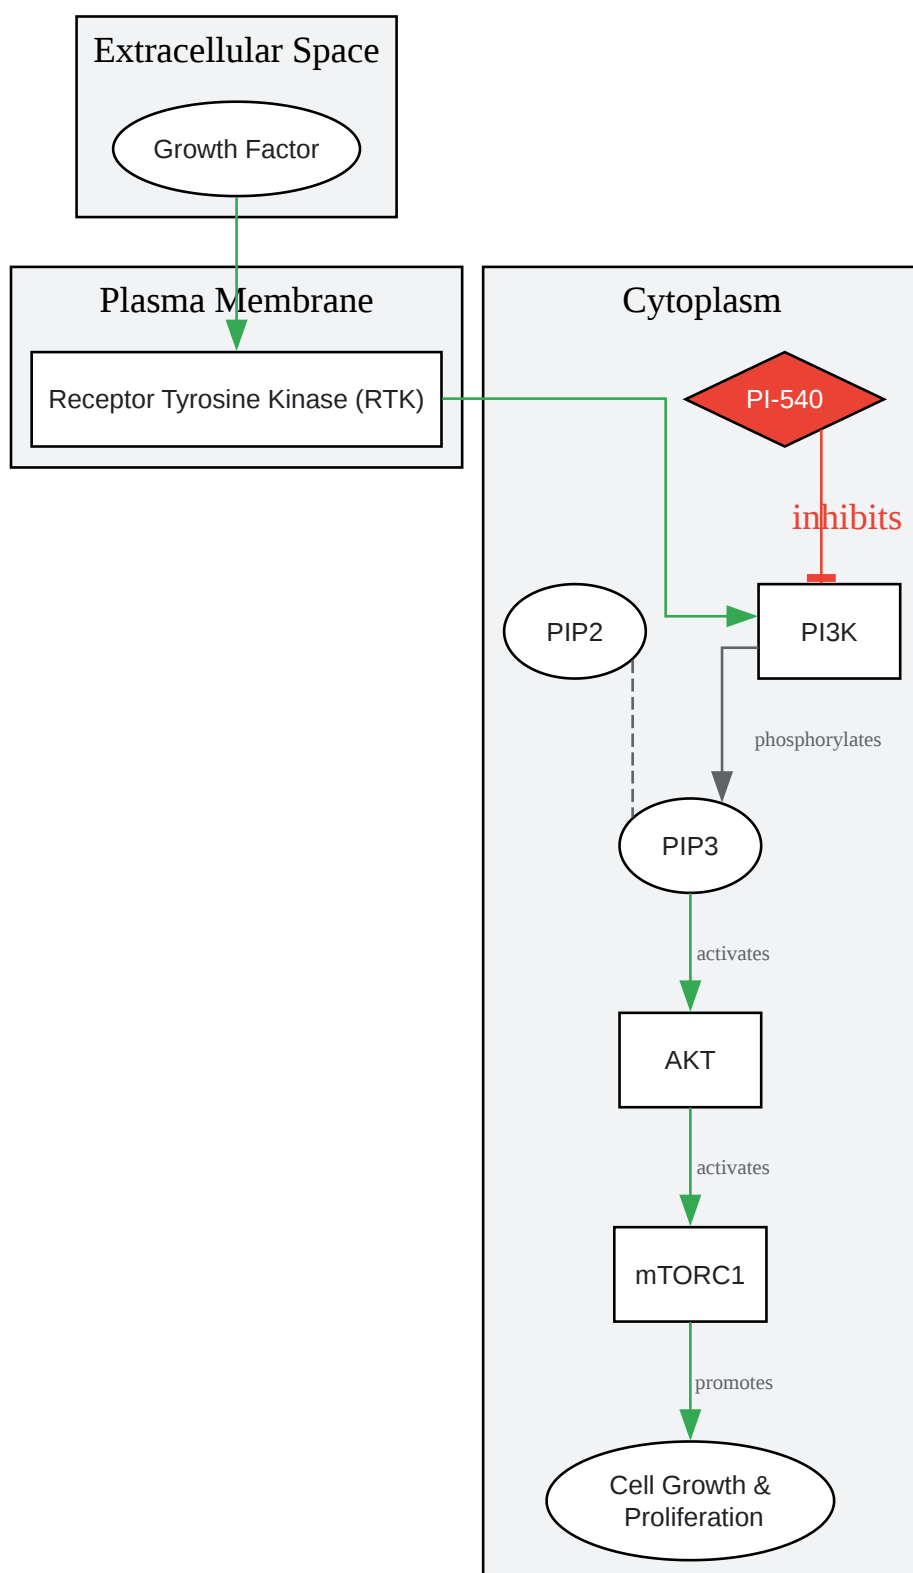 Extracellular Space
Growth Factor
Plasma Membrane
Receptor Tyrosine Kinase (RTK)
Cytoplasm
PI-540
inhibits
PIP2
PI3K
phosphorylates
PIP3
activates
AKT
activates
mTORC1
promotes
Cell Growth &
Proliferation